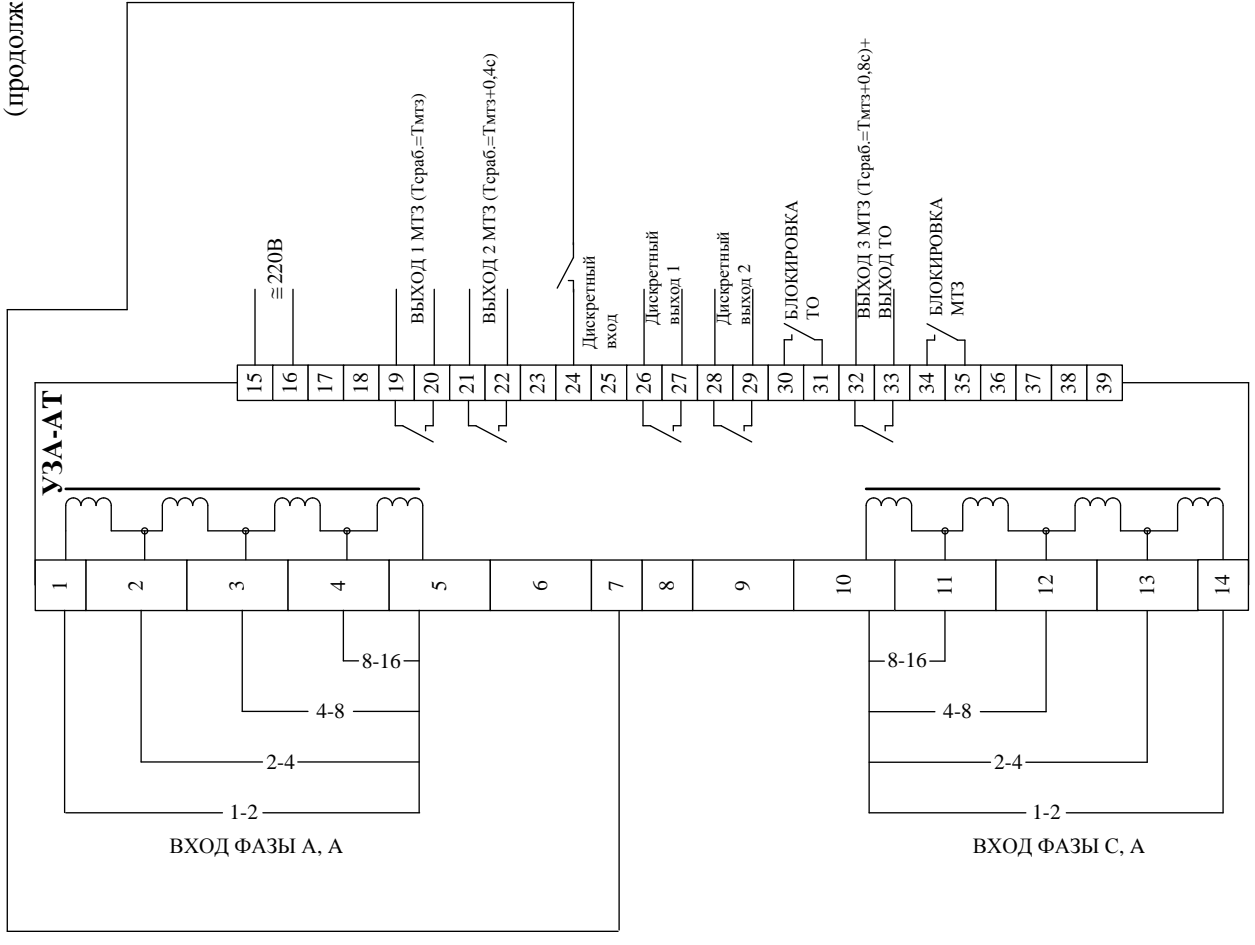 (продолж
УЗА-АТ
15
16
17
18
19
20
21
22
23
24
25
26
27
28
29
30
31
32
33
34
35
36
37
38
39
≅220В
ВЫХОД 1 МТЗ (Тсраб.=Тмтз)
ВЫХОД 2 МТЗ (Тсраб.=Тмтз+0,4с)
Дискретный
вход
Дискретный
выход 1
Дискретный
выход 2
БЛОКИРОВКА
ТО
ВЫХОД 3 МТЗ (Тсраб.=Тмтз+0,8с)+
ВЫХОД ТО
БЛОКИРОВКА
МТЗ
1
2
3
4
5
6
7
8
9
10
11
12
13
14
8-16
4-8
2-4
1-2
ВХОД ФАЗЫ А, А
8-16
4-8
2-4
1-2
ВХОД ФАЗЫ С, А